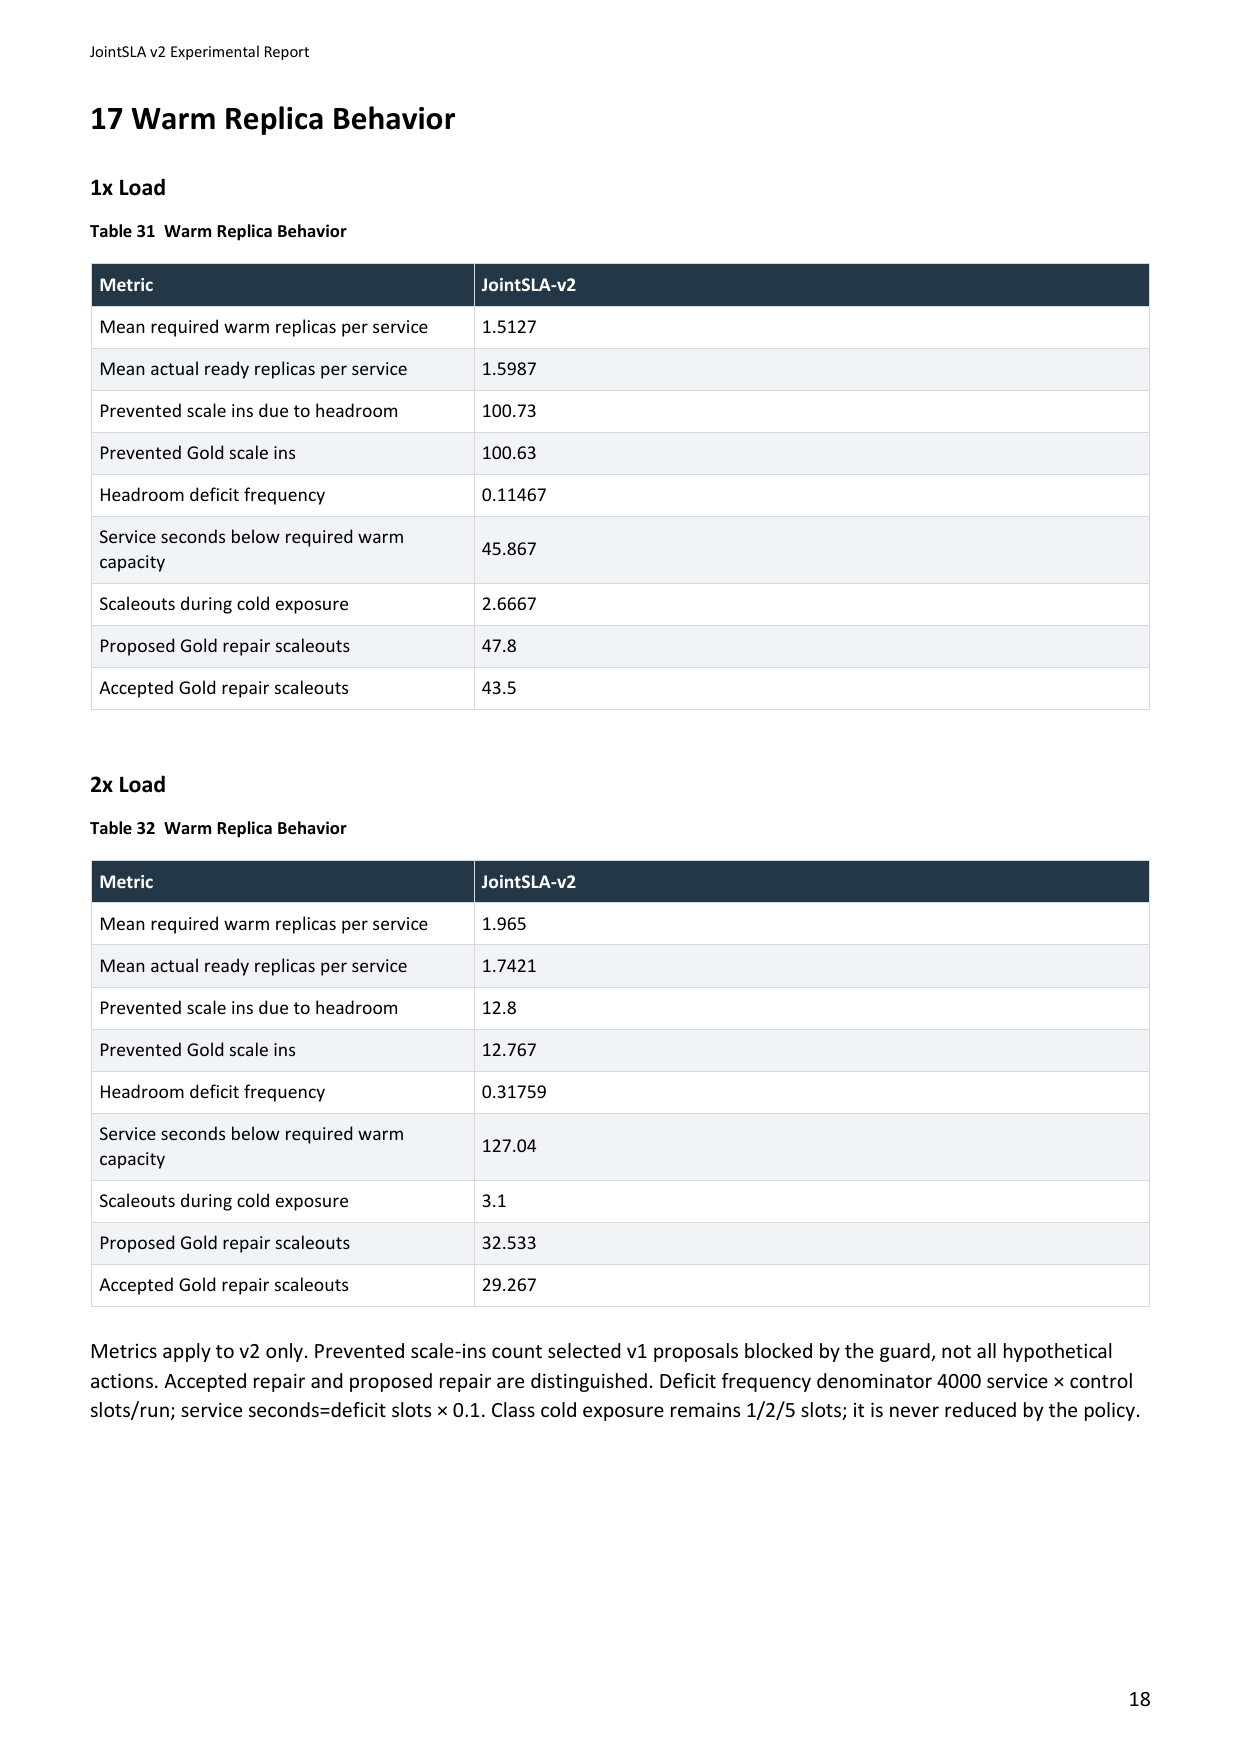 JointSLA v2 Experimental Report
17 Warm Replica Behavior
1x Load
Table 31  Warm Replica Behavior
Metric JointSLA-v2
Mean required warm replicas per service 1.5127
Mean actual ready replicas per service 1.5987
Prevented scale ins due to headroom 100.73
Prevented Gold scale ins 100.63
Headroom deficit frequency 0.11467
Service seconds below required warm
capacity 45.867
Scaleouts during cold exposure 2.6667
Proposed Gold repair scaleouts 47.8
Accepted Gold repair scaleouts 43.5
2x Load
Table 32  Warm Replica Behavior
Metric JointSLA-v2
Mean required warm replicas per service 1.965
Mean actual ready replicas per service 1.7421
Prevented scale ins due to headroom 12.8
Prevented Gold scale ins 12.767
Headroom deficit frequency 0.31759
Service seconds below required warm
capacity 127.04
Scaleouts during cold exposure 3.1
Proposed Gold repair scaleouts 32.533
Accepted Gold repair scaleouts 29.267
Metrics apply to v2 only. Prevented scale-ins count selected v1 proposals blocked by the guard, not all hypothetical
actions. Accepted repair and proposed repair are distinguished. Deficit frequency denominator 4000 service × control
slots/run; service seconds=deficit slots × 0.1. Class cold exposure remains 1/2/5 slots; it is never reduced by the policy.
18